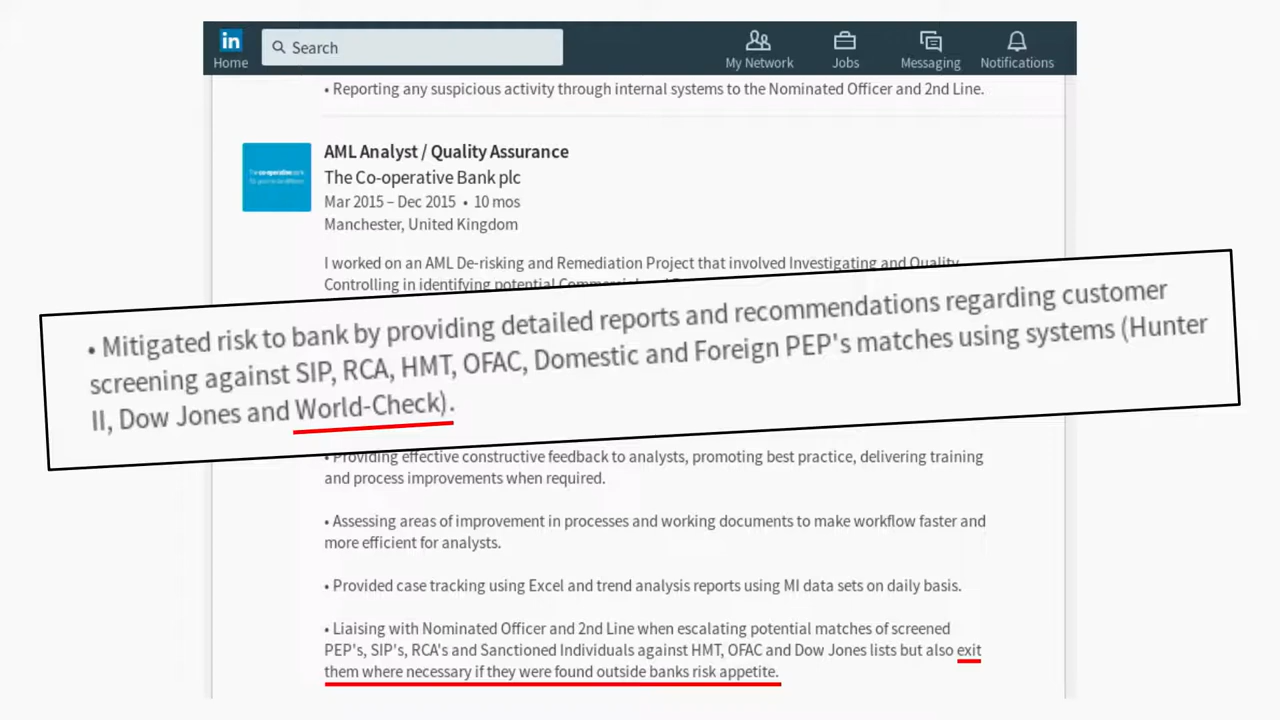 in
Search
Home
My Network
Jobs
Messaging
Notifications
• Reporting any suspicious activity through internal systems to the Nominated Officer and 2nd Line.
AML Analyst / Quality Assurance
The co-operative bank
The Co-operative Bank plc
Mar 2015 – Dec 2015 • 10 mos
Manchester, United Kingdom
I worked on an AML De-risking and Remediation Project that involved Investigating and Quality
Controlling in identifying potential
• Mitigated risk to bank by providing detailed reports and recommendations regarding customer
screening against SIP, RCA, HMT, OFAC, Domestic and Foreign PEP's matches using systems (Hunter
II, Dow Jones and World-Check).
• Providing effective constructive feedback to analysts, promoting best practice, delivering training
and process improvements when required.
• Assessing areas of improvement in processes and working documents to make workflow faster and
more efficient for analysts.
• Provided case tracking using Excel and trend analysis reports using MI data sets on daily basis.
• Liaising with Nominated Officer and 2nd Line when escalating potential matches of screened
PEP's, SIP's, RCA's and Sanctioned Individuals against HMT, OFAC and Dow Jones lists but also exit
them where necessary if they were found outside banks risk appetite.